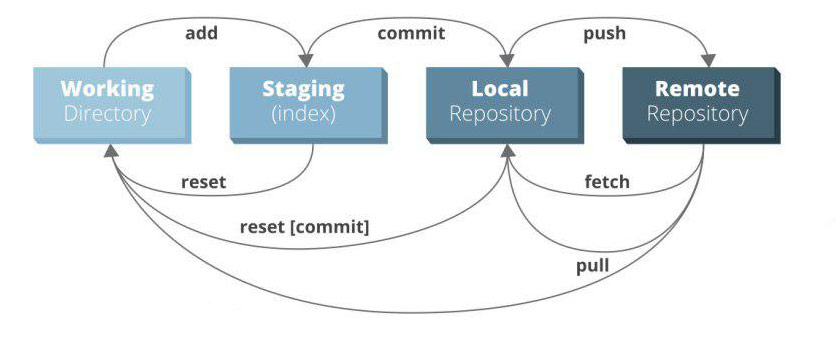 add
commit
push
Working
Directory
Staging
(index)
Local
Repository
Remote
Repository
reset
fetch
reset [commit]
pull